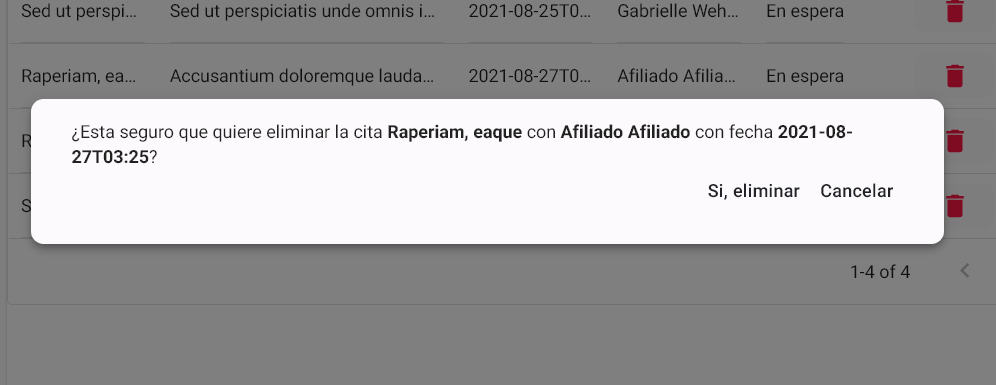 Sed ut perspi... Sed ut perspiciatis unde omnis i... 2021-08-25T0... Gabrielle Weh... En espera
Raperiam, ea... Accusantium doloremque lauda... 2021-08-27T0... Afiliado Afilia... En espera
¿Esta seguro que quiere eliminar la cita Raperiam, eaque con Afiliado Afiliado con fecha 2021-08-
27T03:25?
R
Si, eliminar Cancelar
S
1-4 of 4